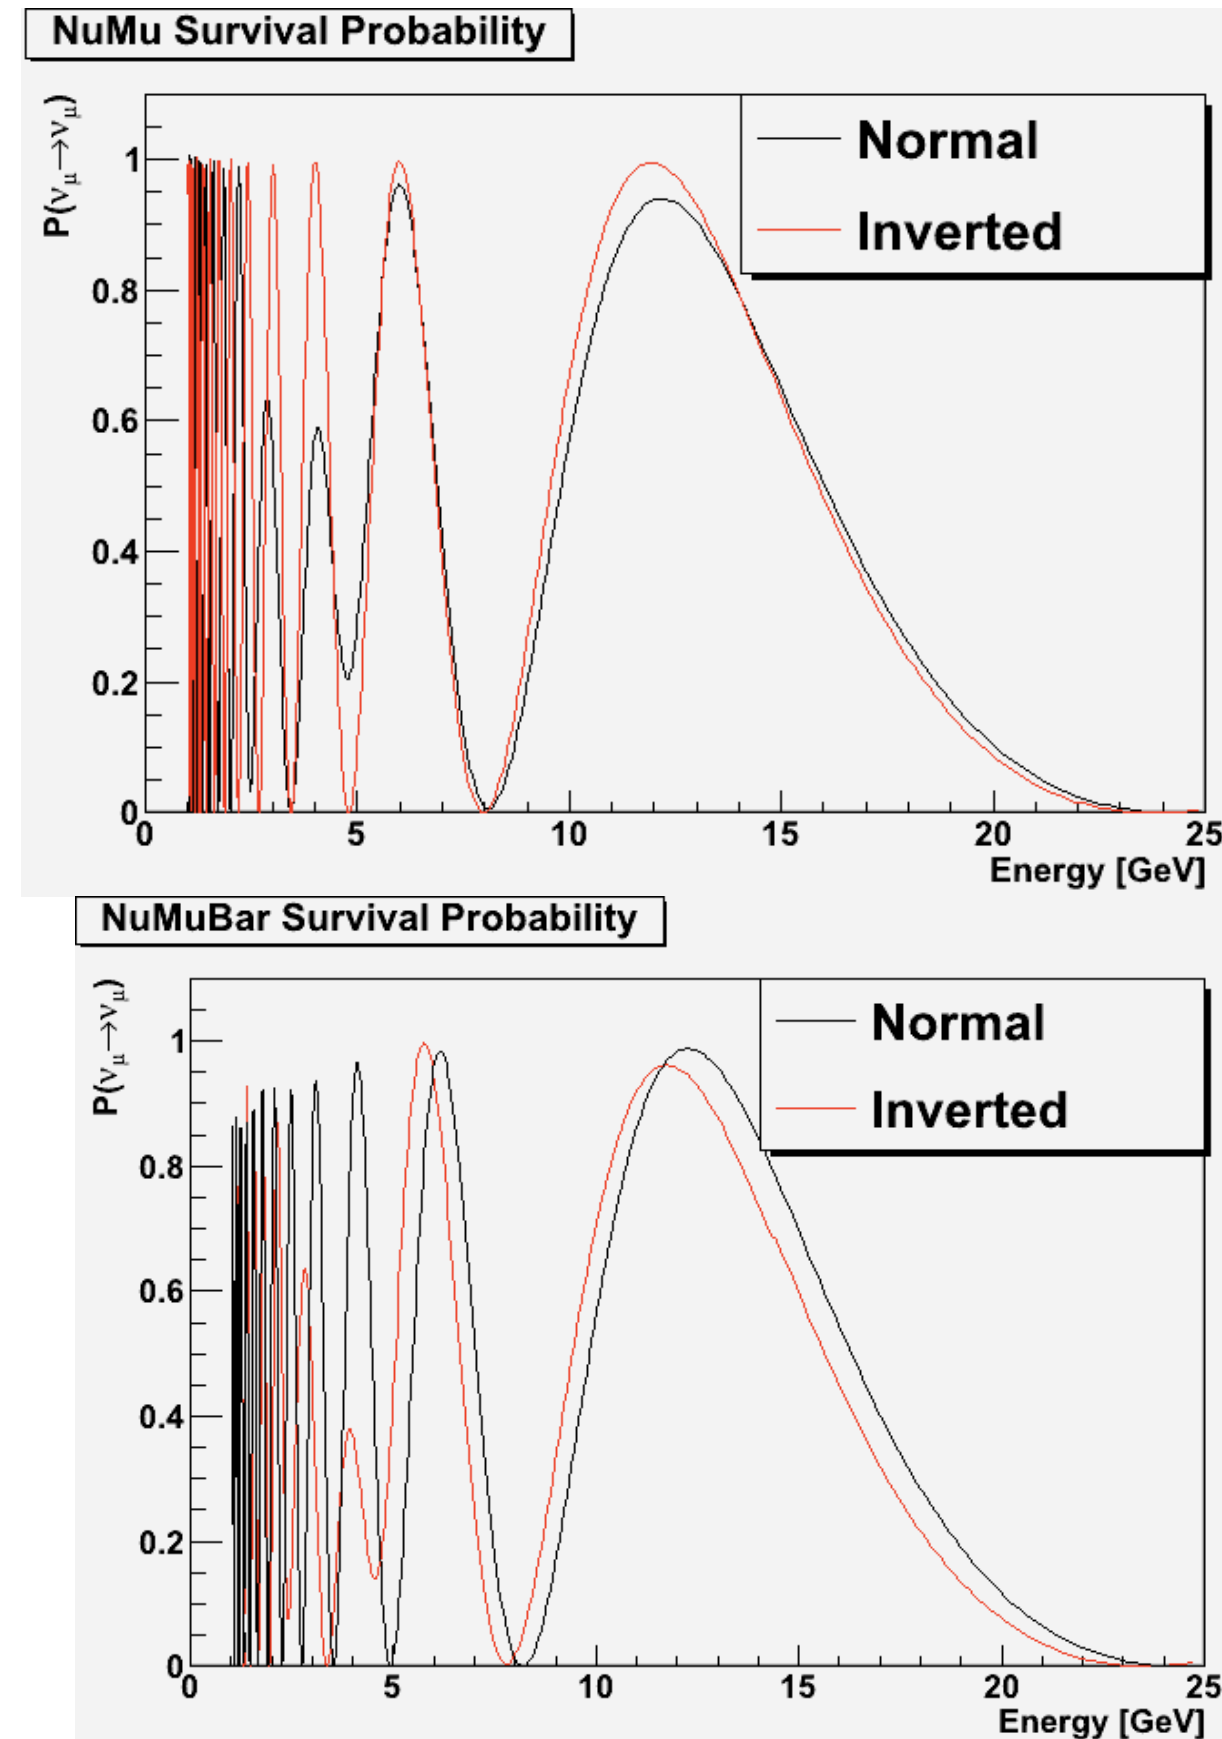 NuMu Survival Probability
P(νμ→νμ)
Normal
Inverted
1
0.8
0.6
0.4
0.2
0
0 5 10 15 20 25
Energy [GeV]
NuMuBar Survival Probability
P(νμ→νμ)
Normal
Inverted
1
0.8
0.6
0.4
0.2
0
0 5 10 15 20 25
Energy [GeV]